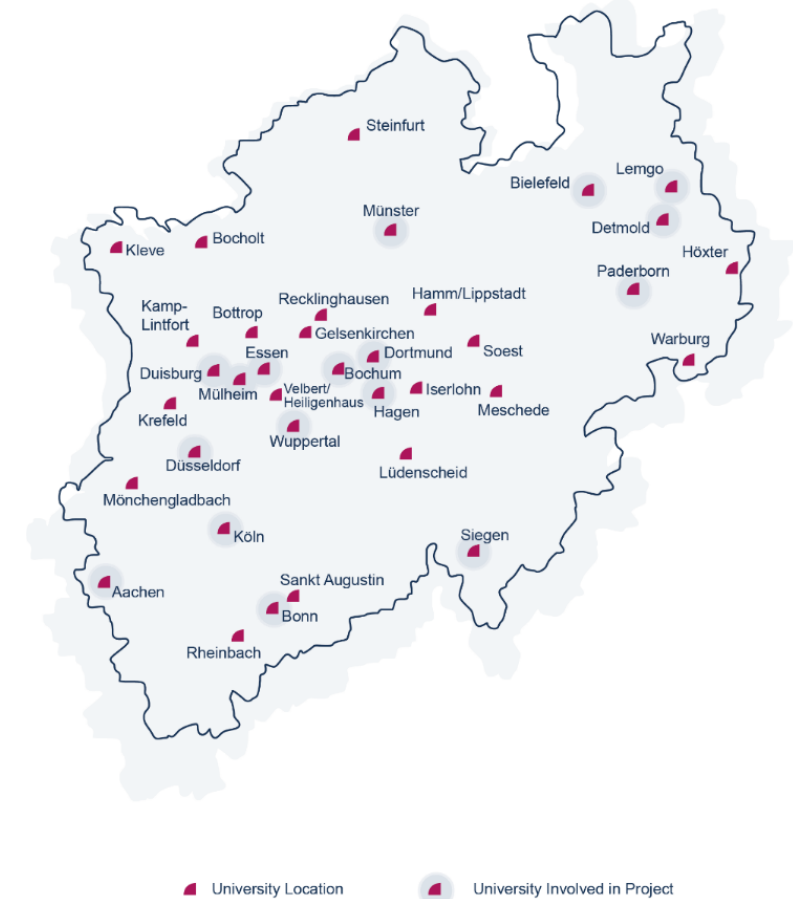 Steinfurt
Lemgo
Bielefeld
Münster
Detmold
Bocholt
Kleve
Höxter
Paderborn
Hamm/Lippstadt
Recklinghausen
Kamp-
Lintfort
Bottrop
Gelsenkirchen
Warburg
Essen
Dortmund
Soest
Duisburg
Bochum
Mülheim
Velbert/
Heiligenhaus
Iserlohn
Hagen
Meschede
Krefeld
Wuppertal
Düsseldorf
Lüdenscheid
Mönchengladbach
Köln
Siegen
Sankt Augustin
Aachen
Bonn
Rheinbach
University Location
University Involved in Project